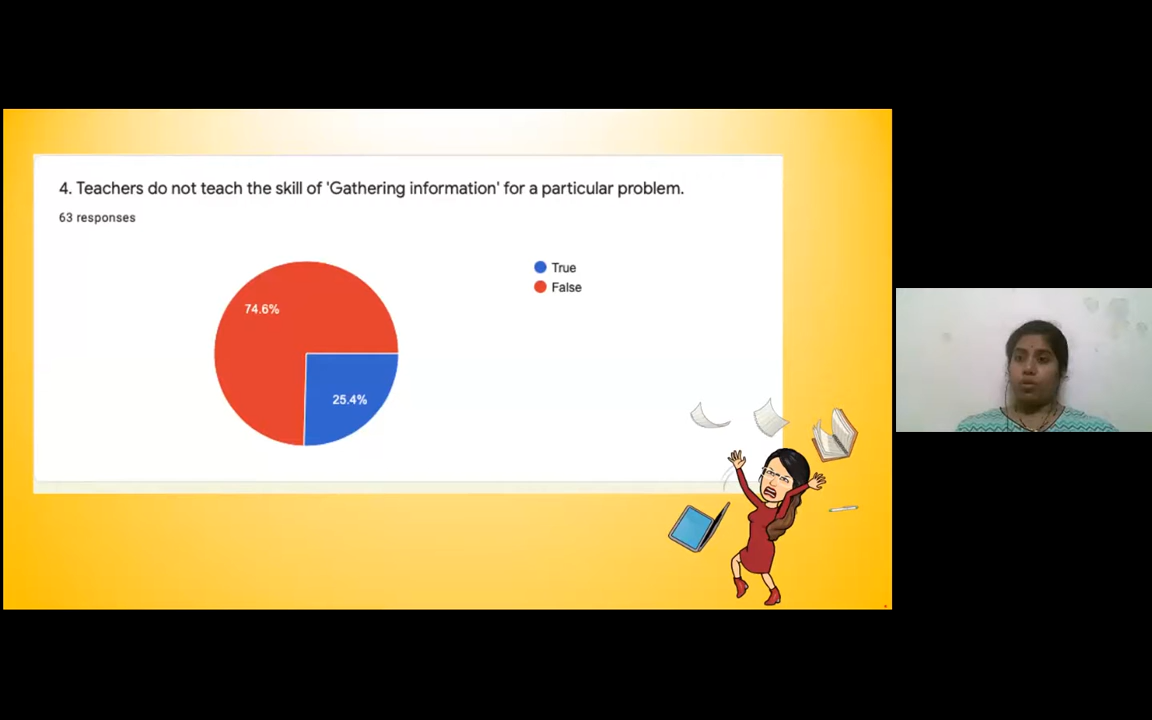 4. Teachers do not teach the skill of 'Gathering information' for a particular problem.
63 responses
True
False
74.6%
25.4%